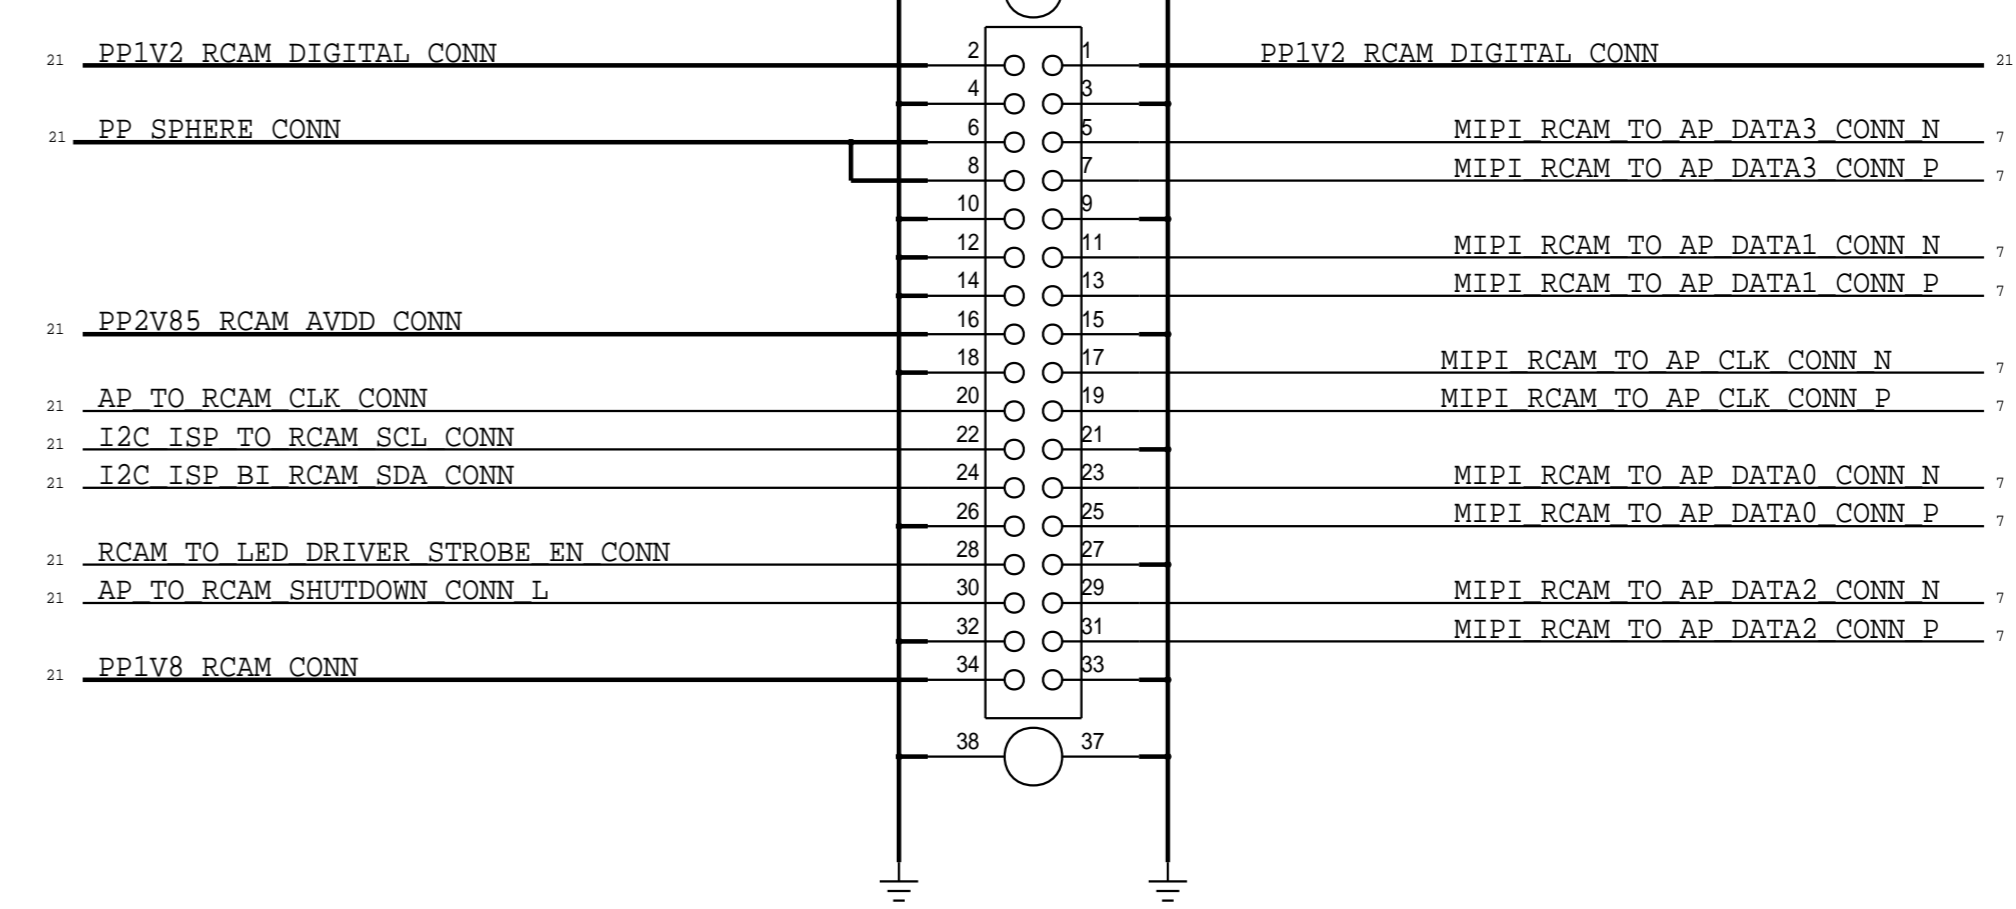 21 PP1V2_RCAM_DIGITAL_CONN 2 1 PP1V2_RCAM_DIGITAL_CONN 21
4 3
21 PP_SPHERE_CONN 6 5 MIPI_RCAM_TO_AP_DATA3_CONN_N 7
8 7 MIPI_RCAM_TO_AP_DATA3_CONN_P 7
10 9
12 11 MIPI_RCAM_TO_AP_DATA1_CONN_N 7
14 13 MIPI_RCAM_TO_AP_DATA1_CONN_P 7
21 PP2V85_RCAM_AVDD_CONN 16 15
18 17 MIPI_RCAM_TO_AP_CLK_CONN_N 7
21 AP_TO_RCAM_CLK_CONN 20 19 MIPI_RCAM_TO_AP_CLK_CONN_P 7
21 I2C_ISP_TO_RCAM_SCL_CONN 22 21
21 I2C_ISP_BI_RCAM_SDA_CONN 24 23 MIPI_RCAM_TO_AP_DATA0_CONN_N 7
26 25 MIPI_RCAM_TO_AP_DATA0_CONN_P 7
21 RCAM_TO_LED_DRIVER_STROBE_EN_CONN 28 27
21 AP_TO_RCAM_SHUTDOWN_CONN_L 30 29 MIPI_RCAM_TO_AP_DATA2_CONN_N 7
32 31 MIPI_RCAM_TO_AP_DATA2_CONN_P 7
21 PP1V8_RCAM_CONN 34 33
38 37